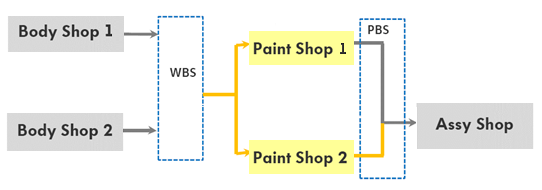 Body Shop 1
PBS
Paint Shop 1
WBS
Assy Shop
Body Shop 2
Paint Shop 2